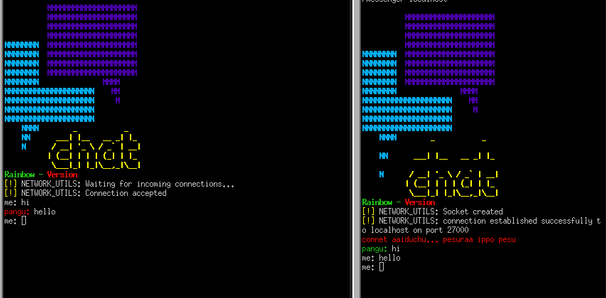 chat
Rainbow - Version
[!] NETWORK_UTILS: Waiting for incoming connections...
[!] NETWORK_UTILS: Connection accepted
me: hi
pangu: hello
me:
messenger localhost
chat
Rainbow - Version
[!] NETWORK_UTILS: Socket created
[!] NETWORK_UTILS: connection established successfully t
o localhost on port 27000
connet aaiduchu... pesuraa ippo pesu
pangu: hi
me: hello
me: